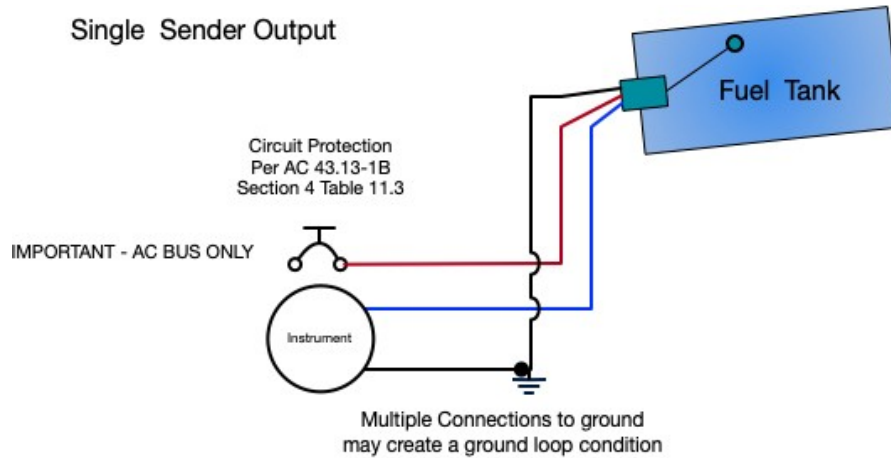 Single Sender Output
Fuel Tank
Circuit Protection
Per AC 43.13-1B
Section 4 Table 11.3
IMPORTANT - AC BUS ONLY
Instrument
Multiple Connections to ground
may create a ground loop condition